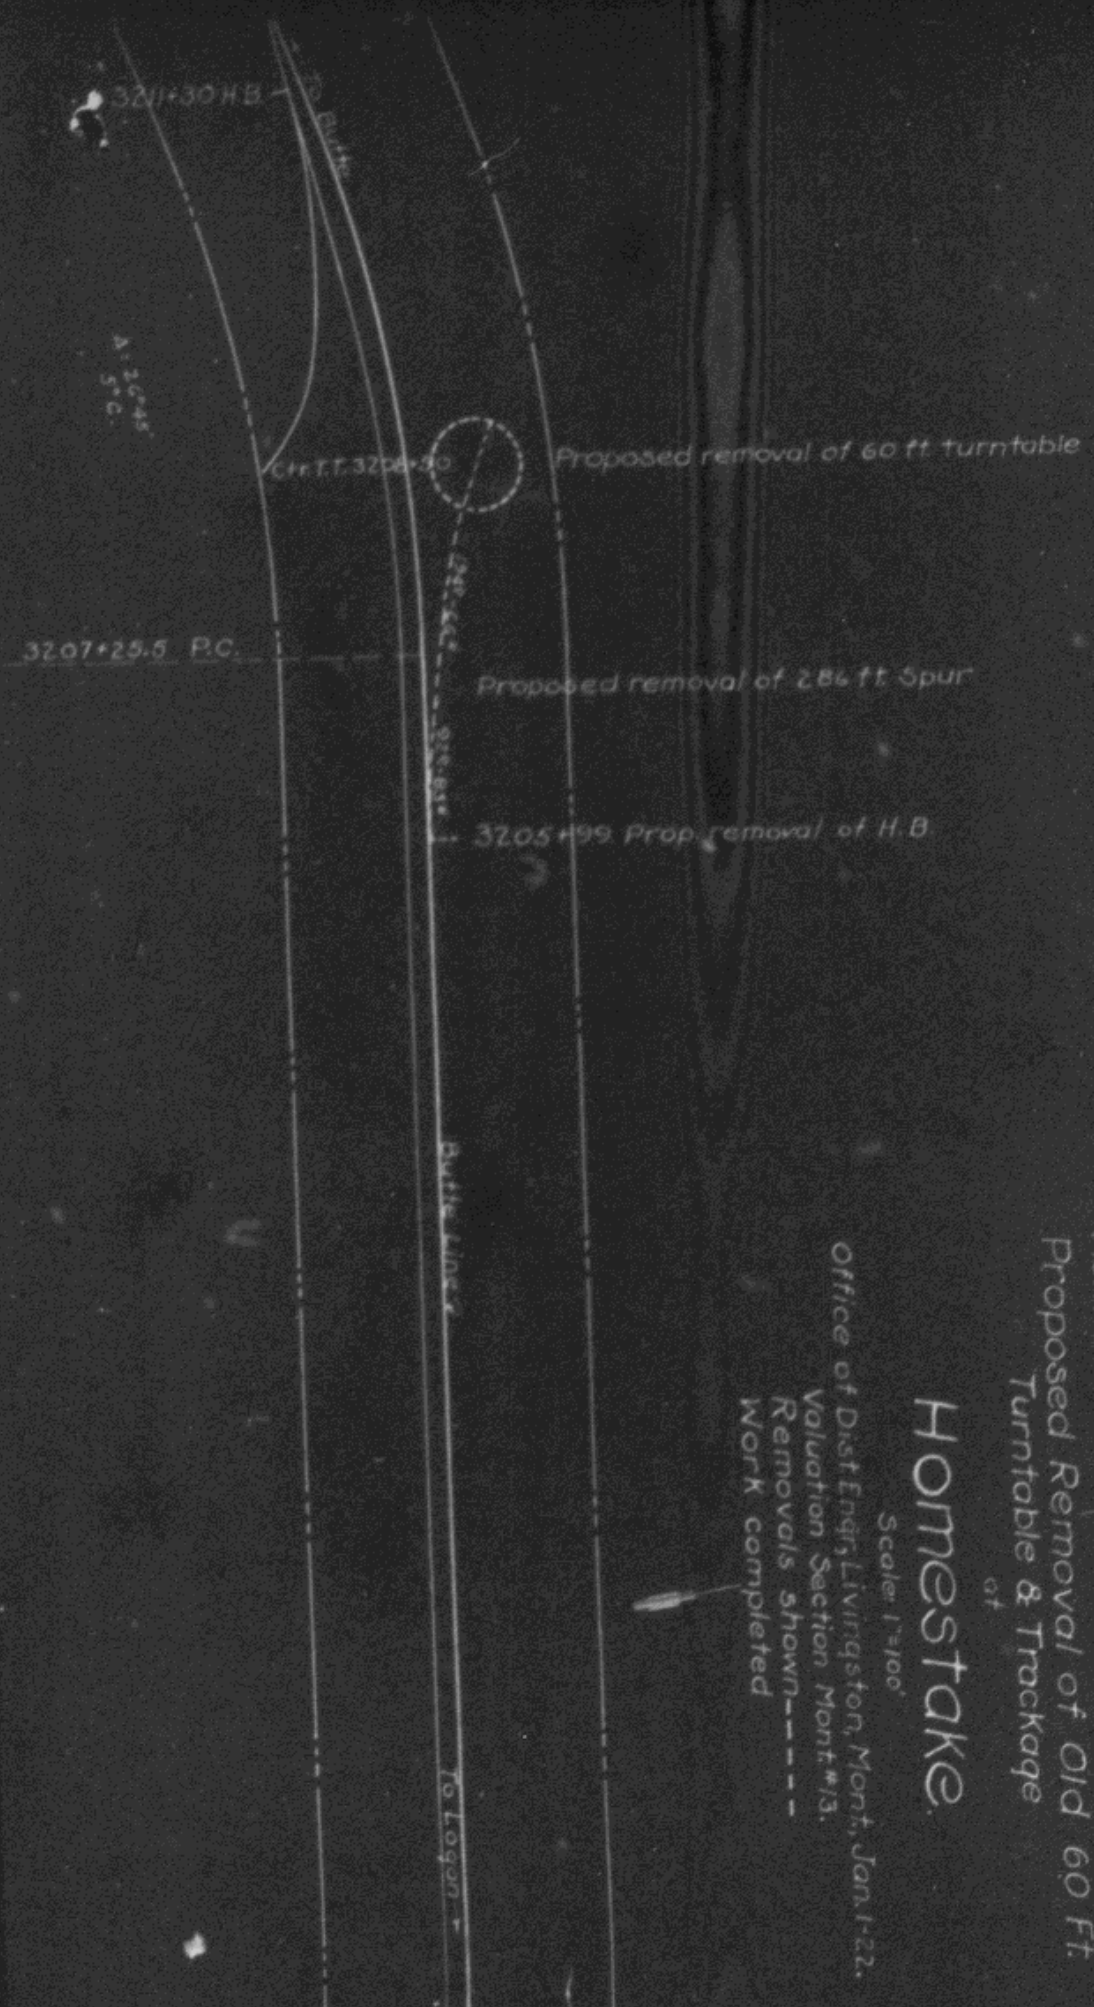 Proposed Removal of Old 60 Ft.
Turntable & Trackage
at
Homestake.
Scale: 1"=100'
Office of Dist. Engr., Livingston, Mont., Jan. 1-22.
Valuation Section Mont. #13.
Removals shown-----
Work completed
3211+30 H.B.
To Butte
Δ=26°45'
5°C.
Ctr. T.T. 3208+50
Proposed removal of 60 ft turntable
3207+25.5 P.C.
Proposed removal of 286 ft Spur
3205+99 Prop. removal of H.B.
Butte Line
To Logan